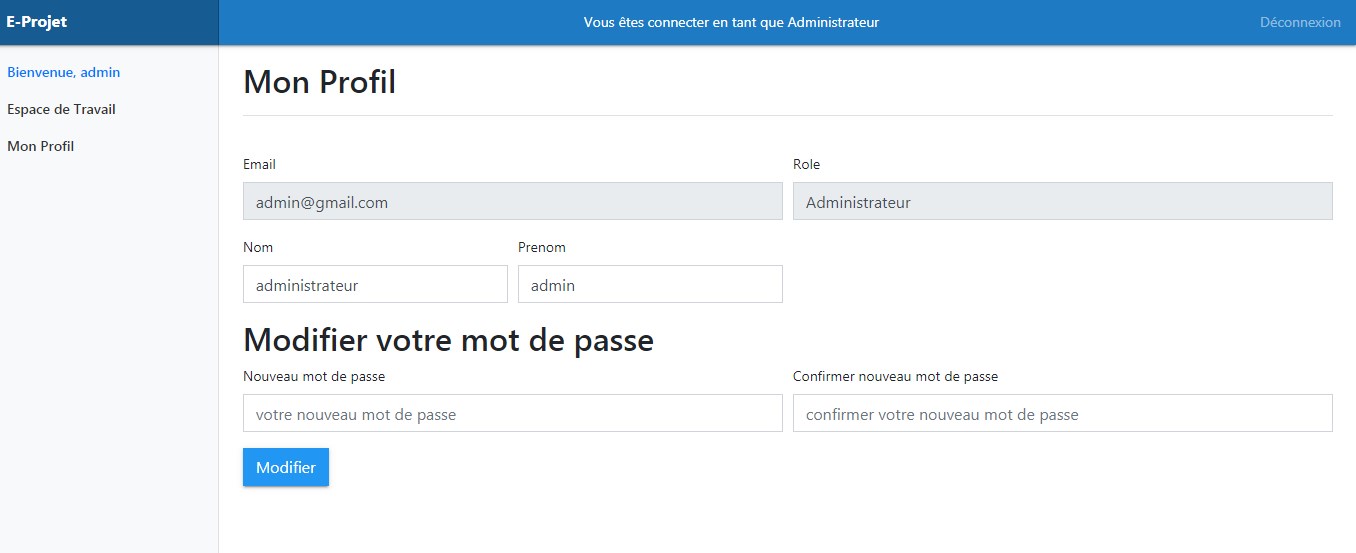 E-Projet
Vous êtes connecter en tant que Administrateur
Déconnexion
Bienvenue, admin
Espace de Travail
Mon Profil
Mon Profil
Email
Role
admin@gmail.com
Administrateur
Nom
Prenom
administrateur
admin
Modifier votre mot de passe
Nouveau mot de passe
Confirmer nouveau mot de passe
votre nouveau mot de passe
confirmer votre nouveau mot de passe
Modifier